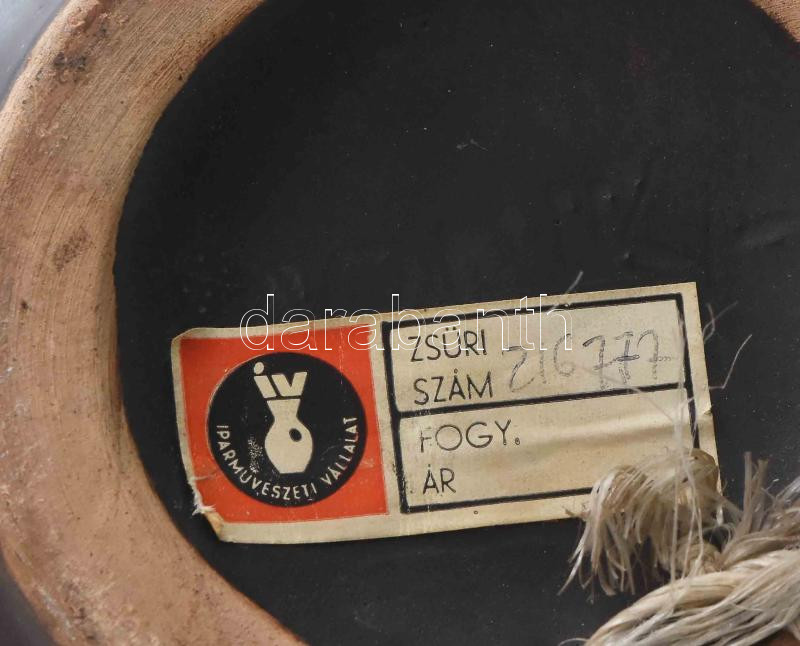 darabanth
iv
IPARMŰVÉSZETI VÁLLALAT
ZSŰRI
SZÁM 216777
FOGY.
ÁR